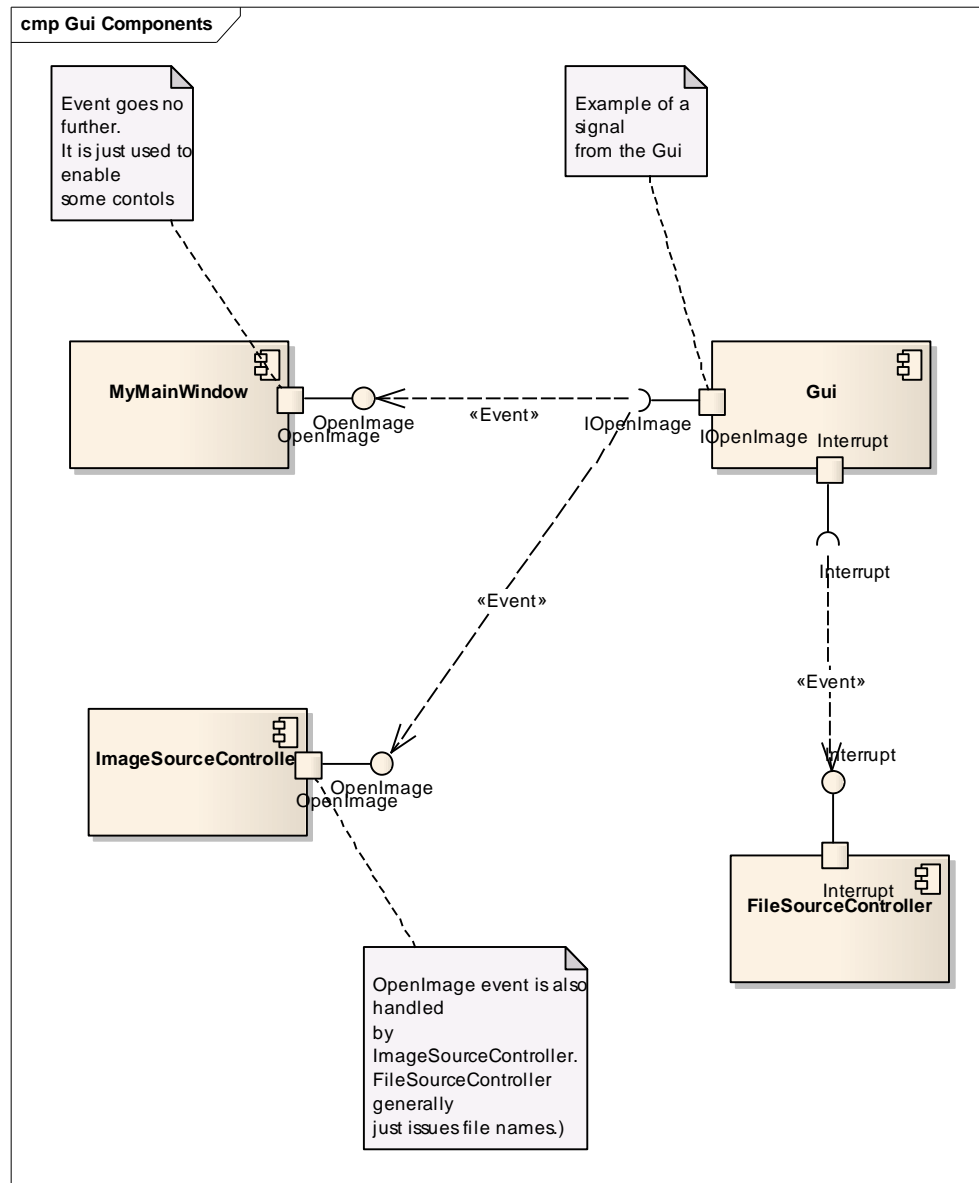 cmp Gui Components
Event goes no
further.
It is just used to
enable
some contols
Example of a
signal
from the Gui
MyMainWindow
OpenImage
OpenImage
«Event»
IOpenImage
IOpenImage
Gui
Interrupt
Interrupt
«Event»
«Event»
Interrupt
ImageSourceControlle
OpenImage
OpenImage
Interrupt
FileSourceController
OpenImage event is also
handled
by
ImageSourceController.
FileSourceController
generally
just issues file names.)